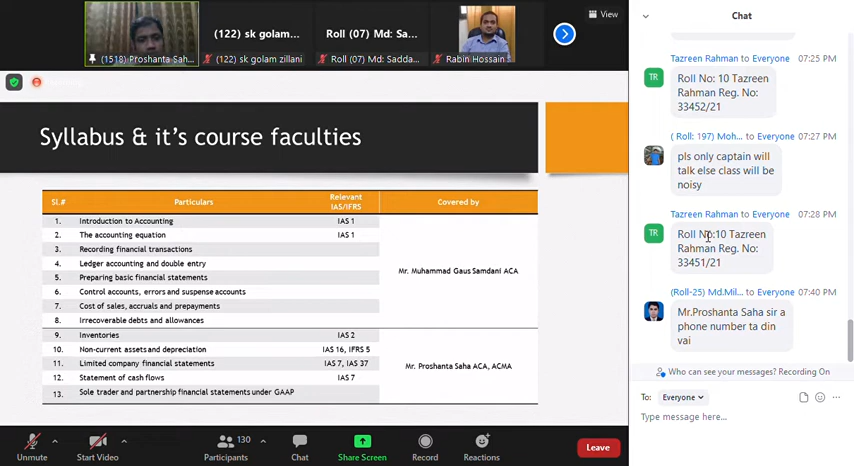 (122) sk golam ...
Roll (07) Md: Sa...
View
(1518) Proshanta Sah...
(122) sk golam zillani
Roll (07) Md: Sadda...
Rabin Hossain
Syllabus & it's course faculties
Sl.# Particulars Relevant IAS/IFRS Covered by
1. Introduction to Accounting IAS 1
2. The accounting equation IAS 1
3. Recording financial transactions
4. Ledger accounting and double entry
Mr. Muhammad Gaus Samdani ACA
5. Preparing basic financial statements
6. Control accounts, errors and suspense accounts
7. Cost of sales, accruals and prepayments
8. Irrecoverable debts and allowances
9. Inventories IAS 2
10. Non-current assets and depreciation IAS 16, IFRS 5
11. Limited company financial statements IAS 7, IAS 37
Mr. Proshanta Saha ACA, ACMA
12. Statement of cash flows IAS 7
13. Sole trader and partnership financial statements under GAAP
Unmute
Start Video
130
Participants
Chat
Share Screen
Record
Reactions
Leave
Chat
Tazreen Rahman to Everyone 07:25 PM
TR
Roll No: 10 Tazreen
Rahman Reg. No:
33452/21
( Roll: 197) Moh... to Everyone 07:27 PM
pls only captain will
talk else class will be
noisy
Tazreen Rahman to Everyone 07:28 PM
TR
Roll No:10 Tazreen
Rahman Reg. No:
33451/21
(Roll-25) Md.Mil... to Everyone 07:40 PM
Mr.Proshanta Saha sir a
phone number ta din
vai
Who can see your messages? Recording On
To: Everyone
Type message here...